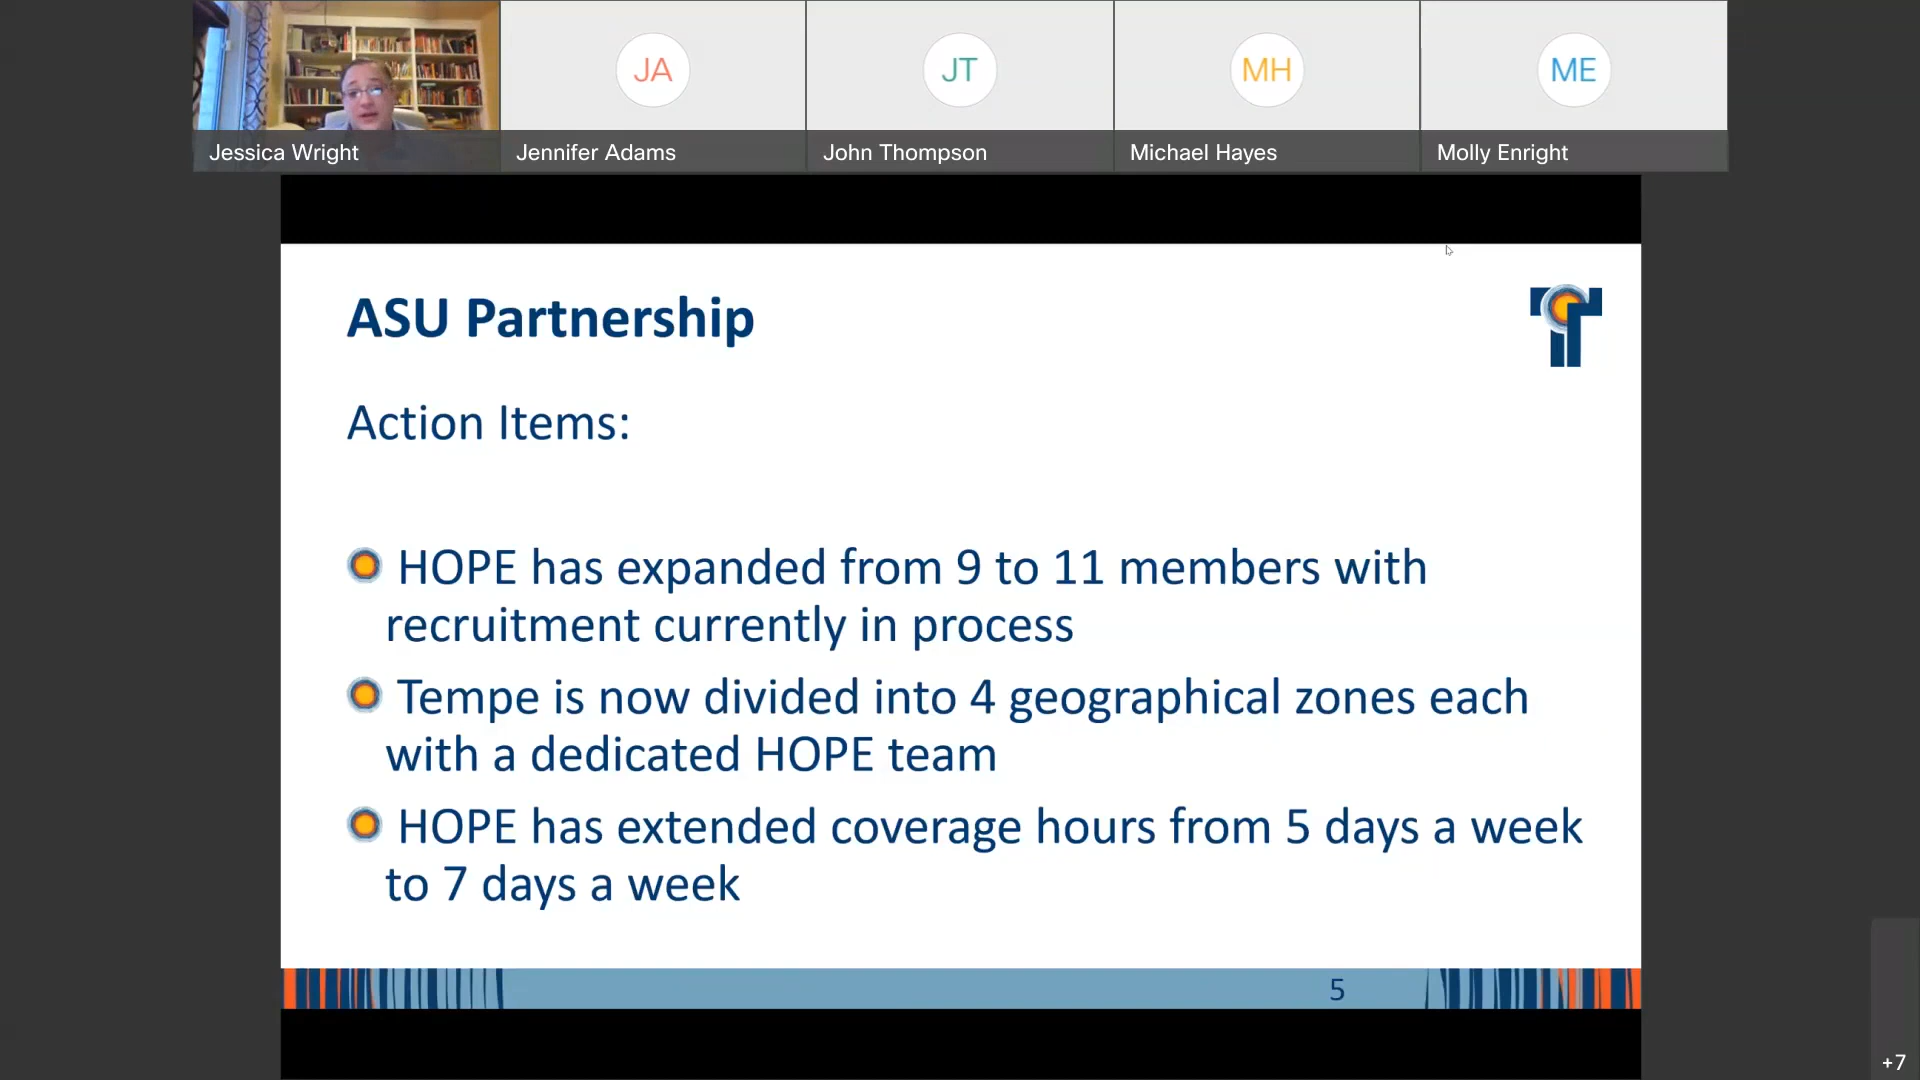 JA
JT
MH
ME
Jessica Wright
Jennifer Adams
John Thompson
Michael Hayes
Molly Enright
ASU Partnership
Action Items:
HOPE has expanded from 9 to 11 members with
recruitment currently in process
Tempe is now divided into 4 geographical zones each
with a dedicated HOPE team
HOPE has extended coverage hours from 5 days a week
to 7 days a week
5
+7